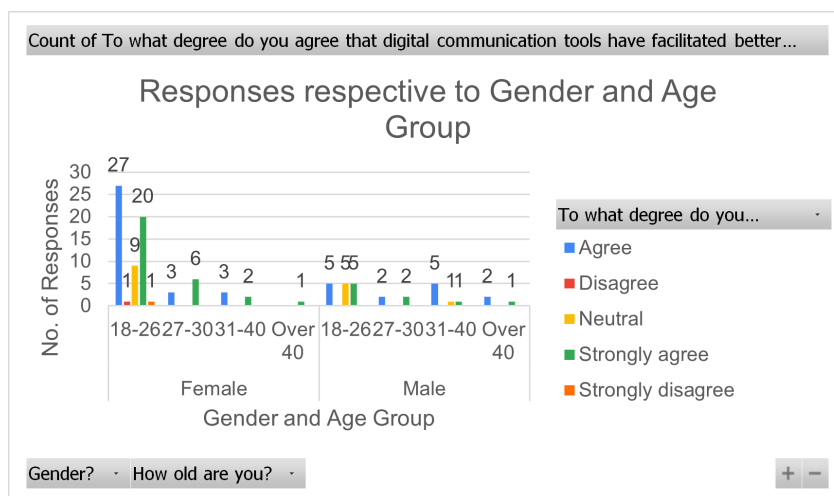 Count of To what degree do you agree that digital communication tools have facilitated better...
Responses respective to Gender and Age
Group
No. of Responses
30
25
20
15
10
5
0
27 1 9 20 1 3 6 3 2 1 5 5 5 2 2 5 1 1 2 1
18-26 27-30 31-40 Over 40 18-26 27-30 31-40 Over 40
Female Male
Gender and Age Group
To what degree do you...
Agree
Disagree
Neutral
Strongly agree
Strongly disagree
Gender? How old are you?
+ −